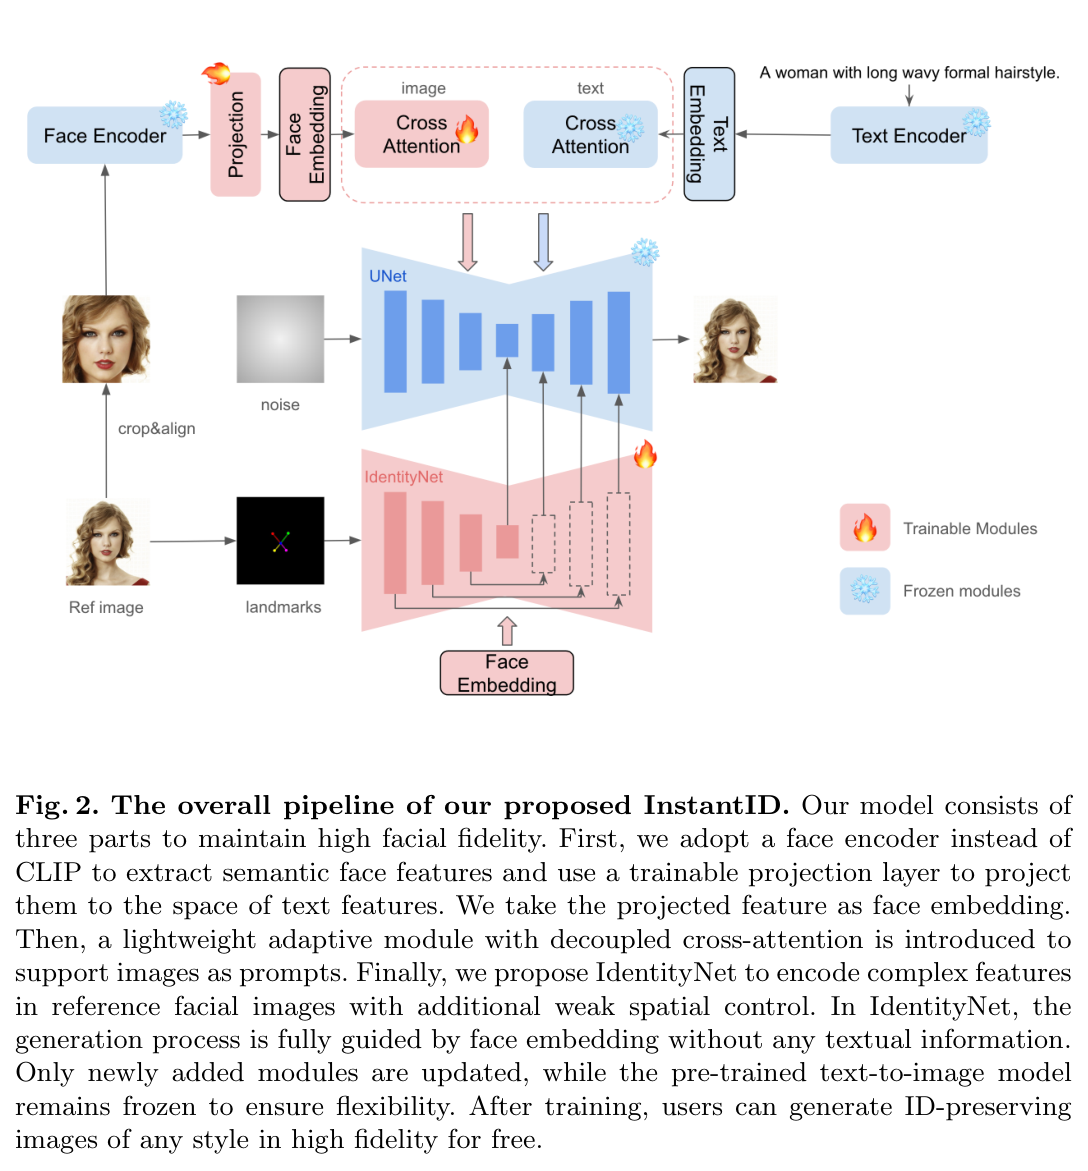 A woman with long wavy formal hairstyle.
image
text
Face Encoder
Projection
Face
Embedding
Cross
Attention
Cross
Attention
Text
Embedding
Text Encoder
UNet
noise
crop&align
IdentityNet
Ref image
landmarks
Trainable Modules
Frozen modules
Face
Embedding
Fig. 2. The overall pipeline of our proposed InstantID. Our model consists of
three parts to maintain high facial fidelity. First, we adopt a face encoder instead of
CLIP to extract semantic face features and use a trainable projection layer to project
them to the space of text features. We take the projected feature as face embedding.
Then, a lightweight adaptive module with decoupled cross-attention is introduced to
support images as prompts. Finally, we propose IdentityNet to encode complex features
in reference facial images with additional weak spatial control. In IdentityNet, the
generation process is fully guided by face embedding without any textual information.
Only newly added modules are updated, while the pre-trained text-to-image model
remains frozen to ensure flexibility. After training, users can generate ID-preserving
images of any style in high fidelity for free.